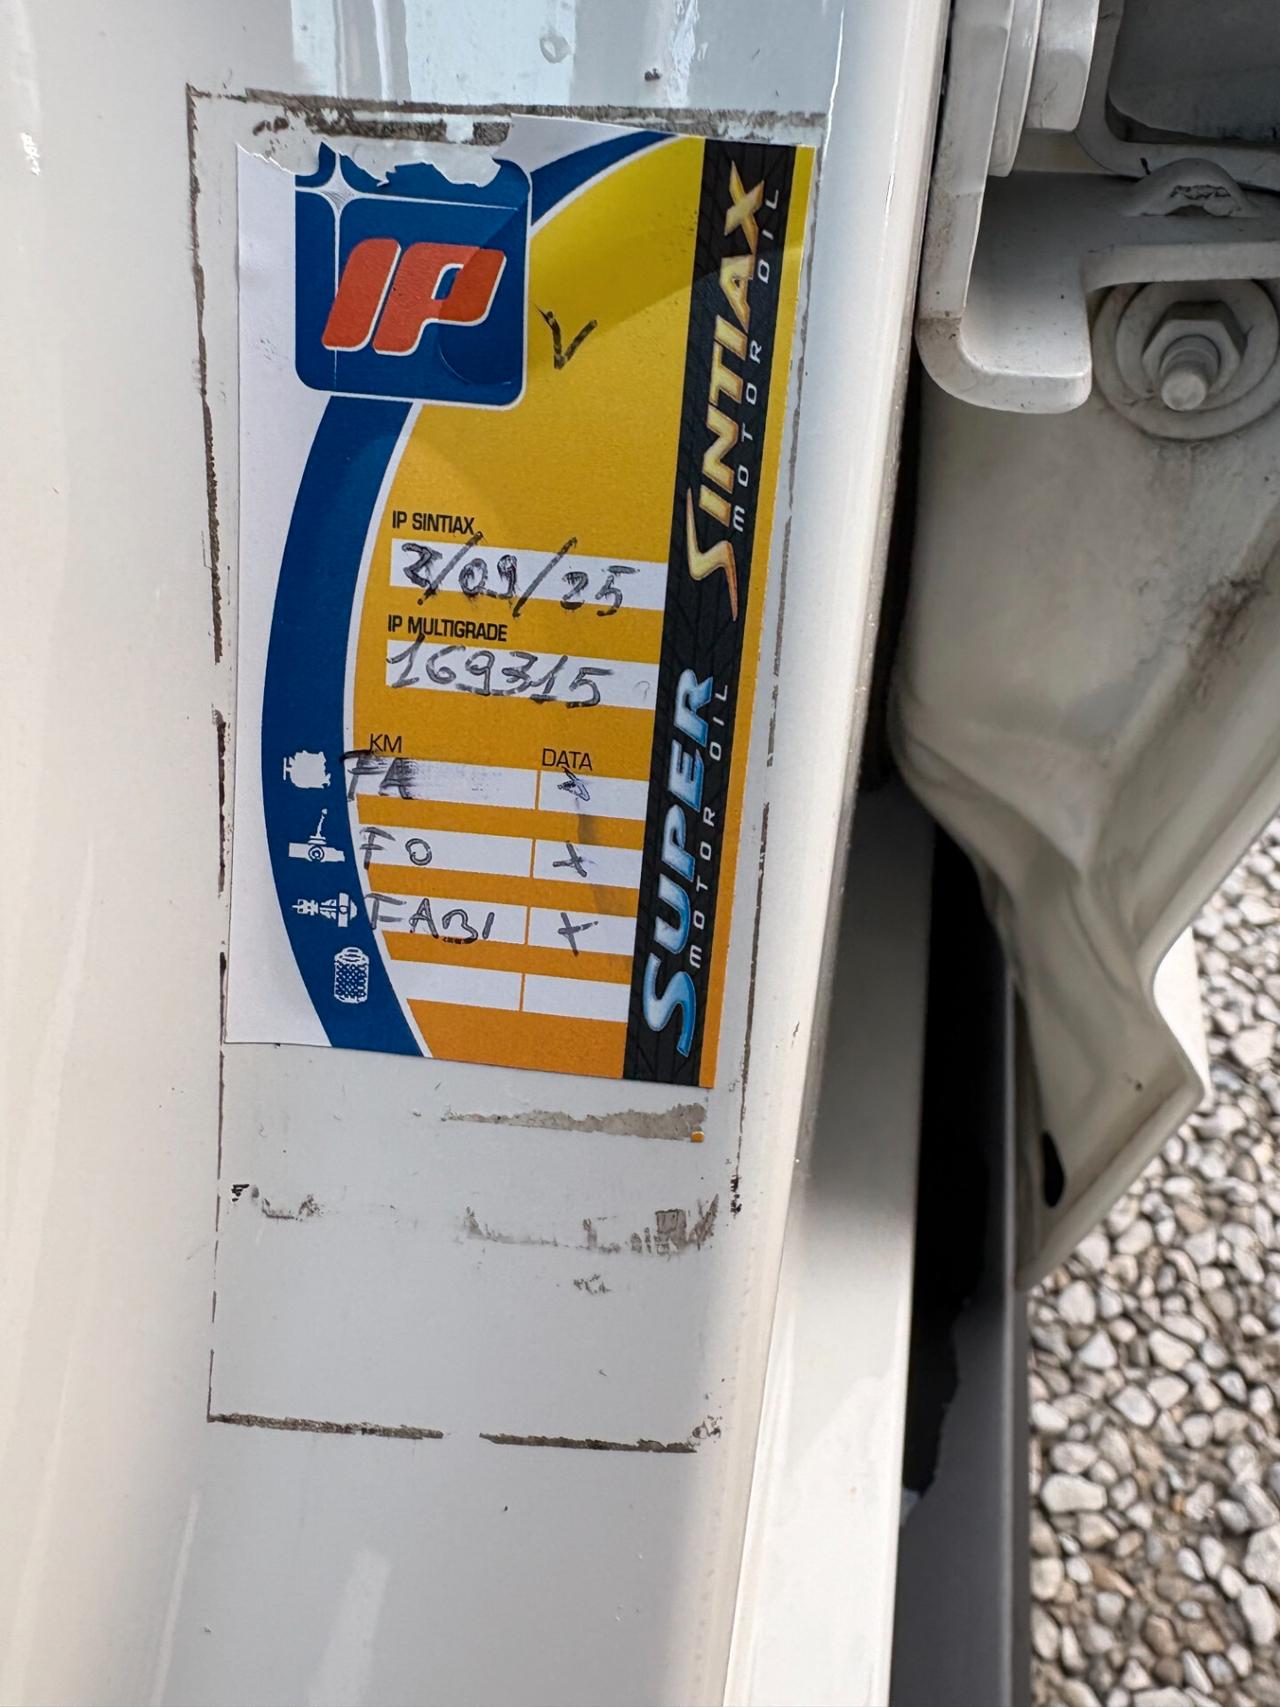 IP
V
SINTIAX
MOTOR OIL
IP SINTIAX
2/09/25
IP MULTIGRADE
169315
KM DATA
FA X
FO X
FABI X
SUPER
MOTOR OIL